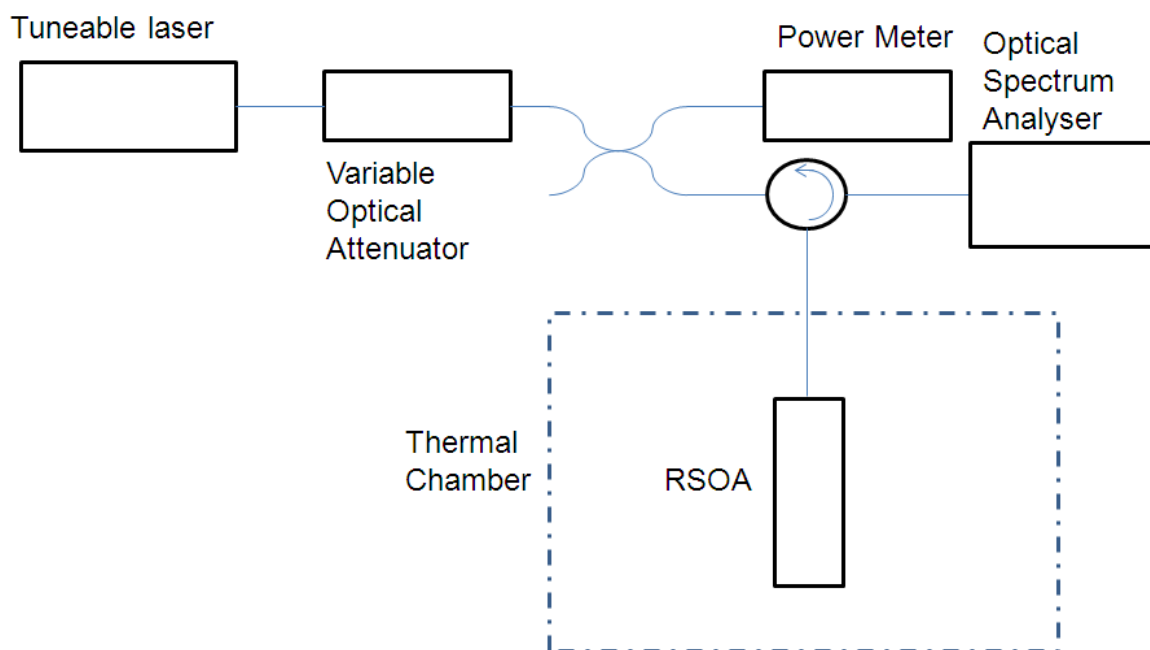 Tuneable laser
Power Meter
Optical
Spectrum
Analyser
Variable
Optical
Attenuator
Thermal
Chamber
RSOA